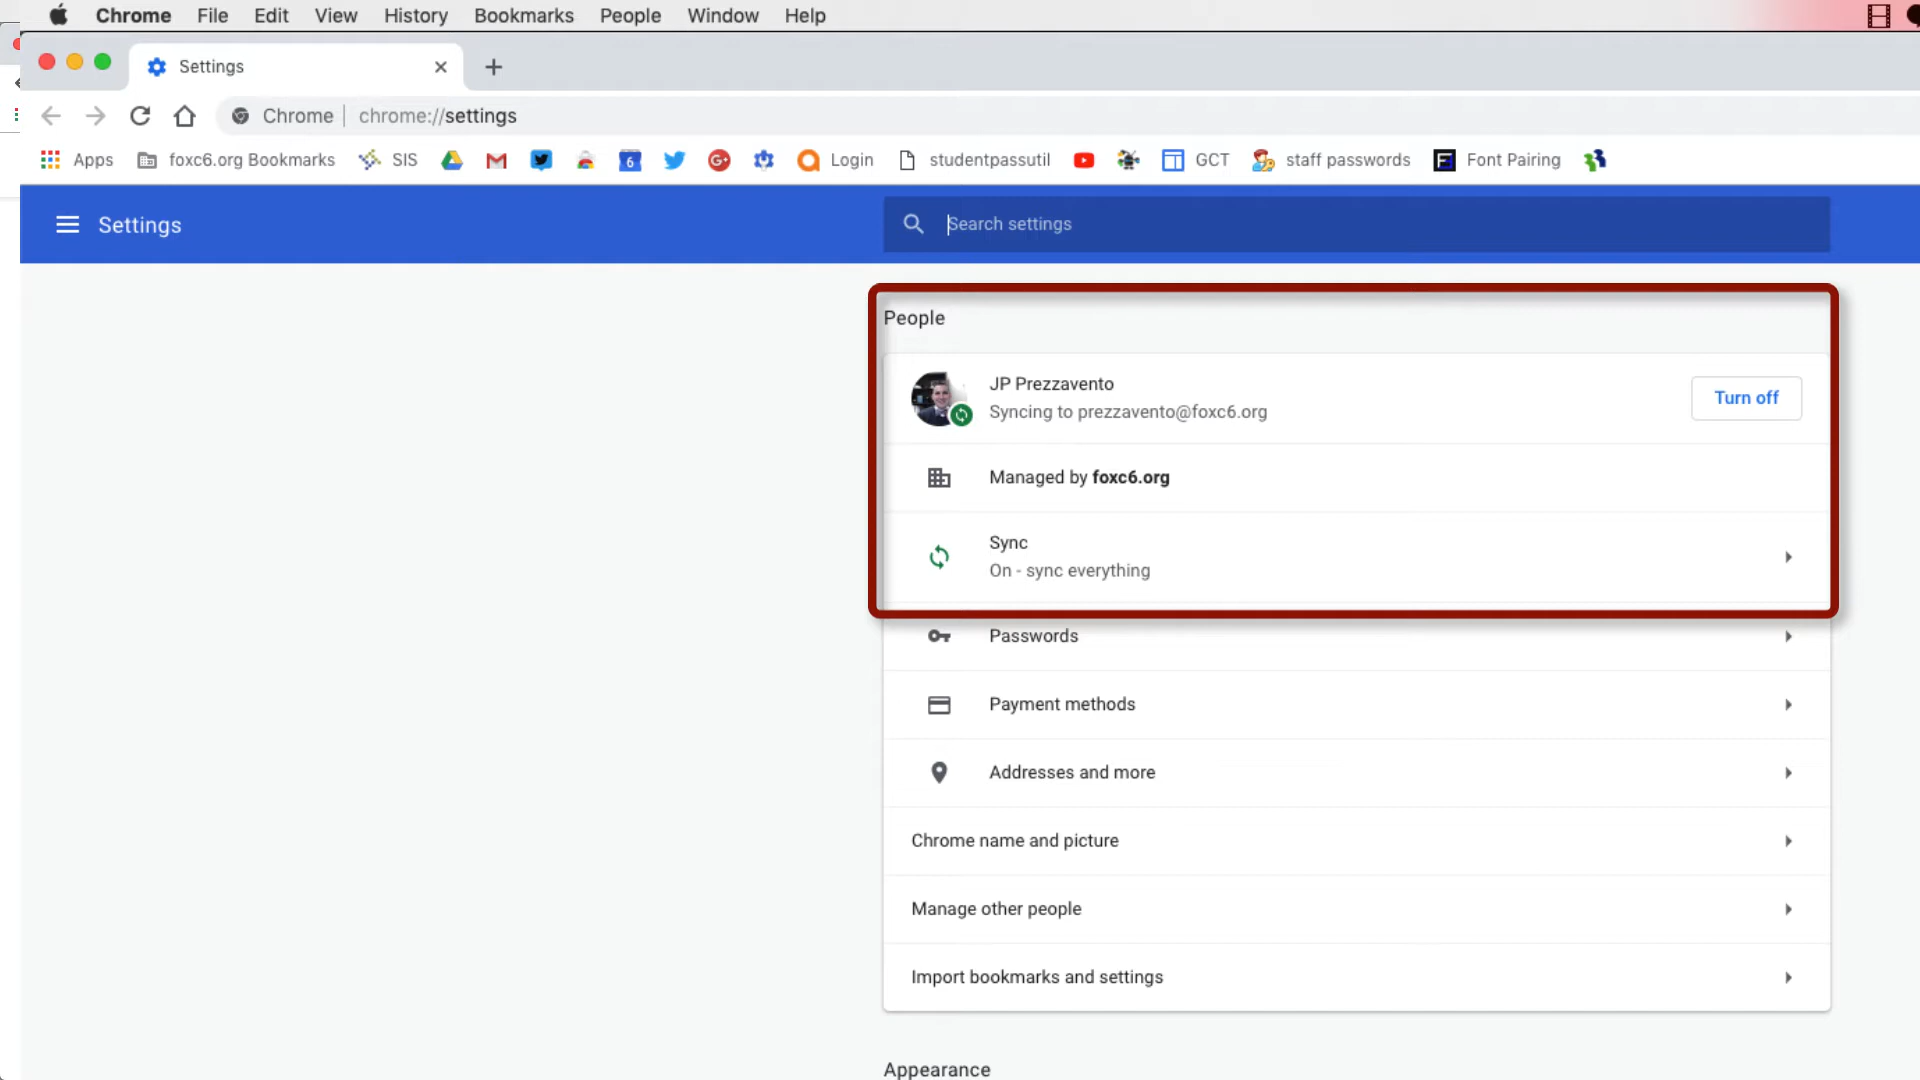 Chrome File Edit View History Bookmarks People Window Help
Settings
Chrome chrome://settings
Apps foxc6.org Bookmarks SIS 6 Login studentpassutil GCT staff passwords Font Pairing
Settings
Search settings
People
JP Prezzavento
Syncing to prezzavento@foxc6.org
Turn off
Managed by foxc6.org
Sync
On - sync everything
Passwords
Payment methods
Addresses and more
Chrome name and picture
Manage other people
Import bookmarks and settings
Appearance